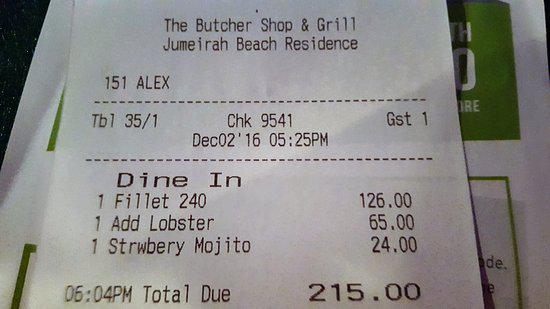 The Butcher Shop & Grill
Jumeirah Beach Residence
151 ALEX
Tbl 35/1 Chk 9541 Gst 1
Dec02'16 05:25PM
Dine In
1 Fillet 240 126.00
1 Add Lobster 65.00
1 Strwbery Mojito 24.00
06:04PM Total Due 215.00
TH
0
ORE
ode.
e